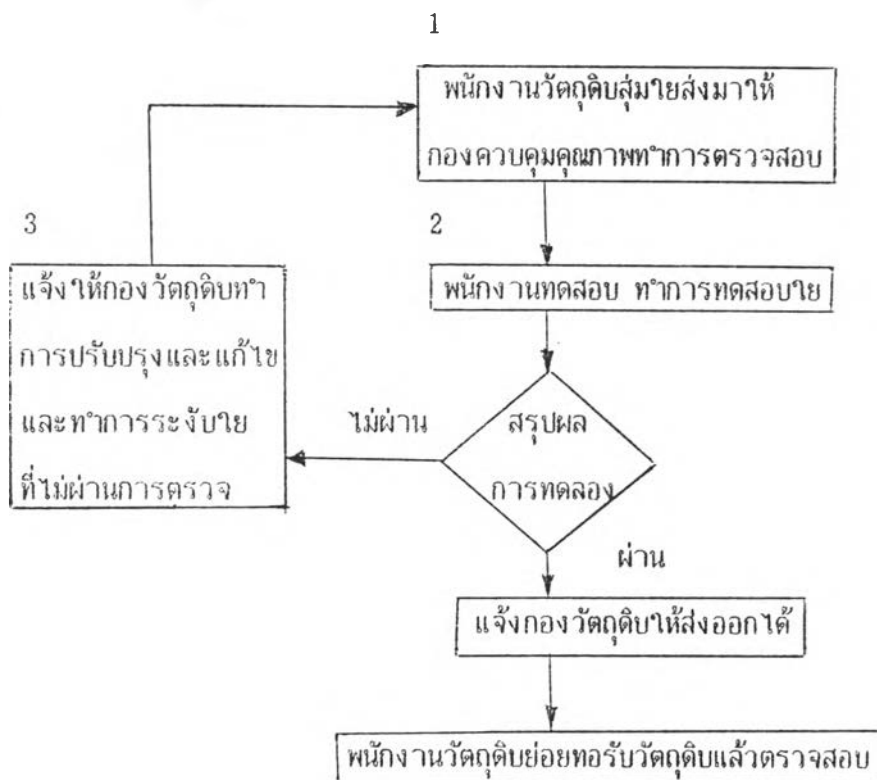 1
พนักงานวัตถุดิบสุ่มใยส่งมาให้
กองควบคุมคุณภาพทำการตรวจสอบ
2
พนักงานทดสอบ ทำการทดสอบใย
3
แจ้งให้กองวัตถุดิบทำ
การปรับปรุงและแก้ไข
และทำการระงับใย
ที่ไม่ผ่านการตรวจ
ไม่ผ่าน
สรุปผล
การทดลอง
ผ่าน
แจ้งกองวัตถุดิบให้ส่งออกได้
พนักงานวัตถุดิบย่อยทอรับวัตถุดิบแล้วตรวจสอบ